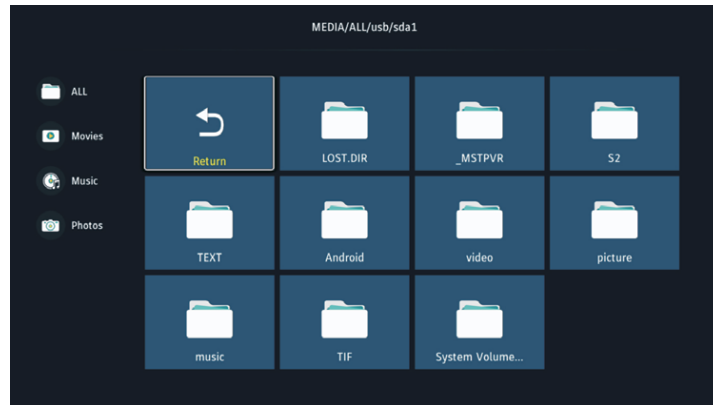 MEDIA/ALL/usb/sda1
ALL
Movies
Music
Photos
Return
LOST.DIR
_MSTPVR
S2
TEXT
Android
video
picture
music
TIF
System Volume...